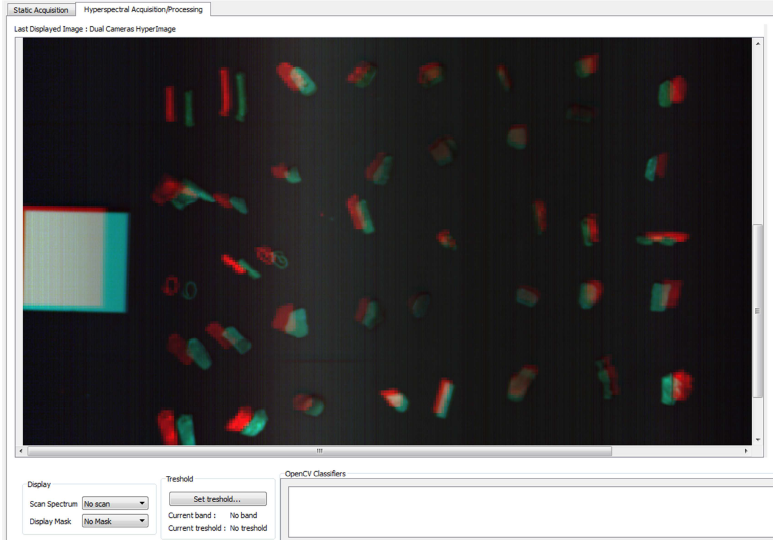 Static Acquisition
Hyperspectral Acquisition/Processing
Last Displayed Image : Dual Cameras HyperImage
Display
Scan Spectrum No scan
Display Mask No Mask
Treshold
Set treshold...
Current band : No band
Current treshold : No treshold
OpenCV Classifiers